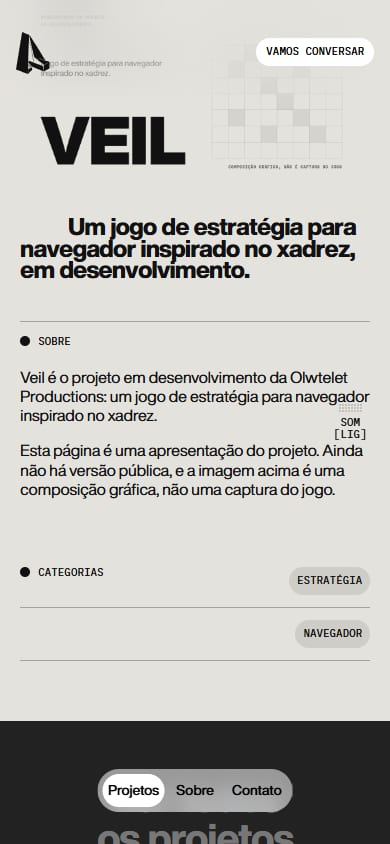 VAMOS CONVERSAR
jogo de estratégia para navegador
inspirado no xadrez.
VEIL
COMPOSIÇÃO GRÁFICA, NÃO É CAPTURA DO JOGO
Um jogo de estratégia para
navegador inspirado no xadrez,
em desenvolvimento.
SOBRE
Veil é o projeto em desenvolvimento da Olwtelet
Productions: um jogo de estratégia para navegador
inspirado no xadrez.
SOM
[LIG]
Esta página é uma apresentação do projeto. Ainda
não há versão pública, e a imagem acima é uma
composição gráfica, não uma captura do jogo.
CATEGORIAS
ESTRATÉGIA
NAVEGADOR
Projetos
Sobre
Contato
os projetos